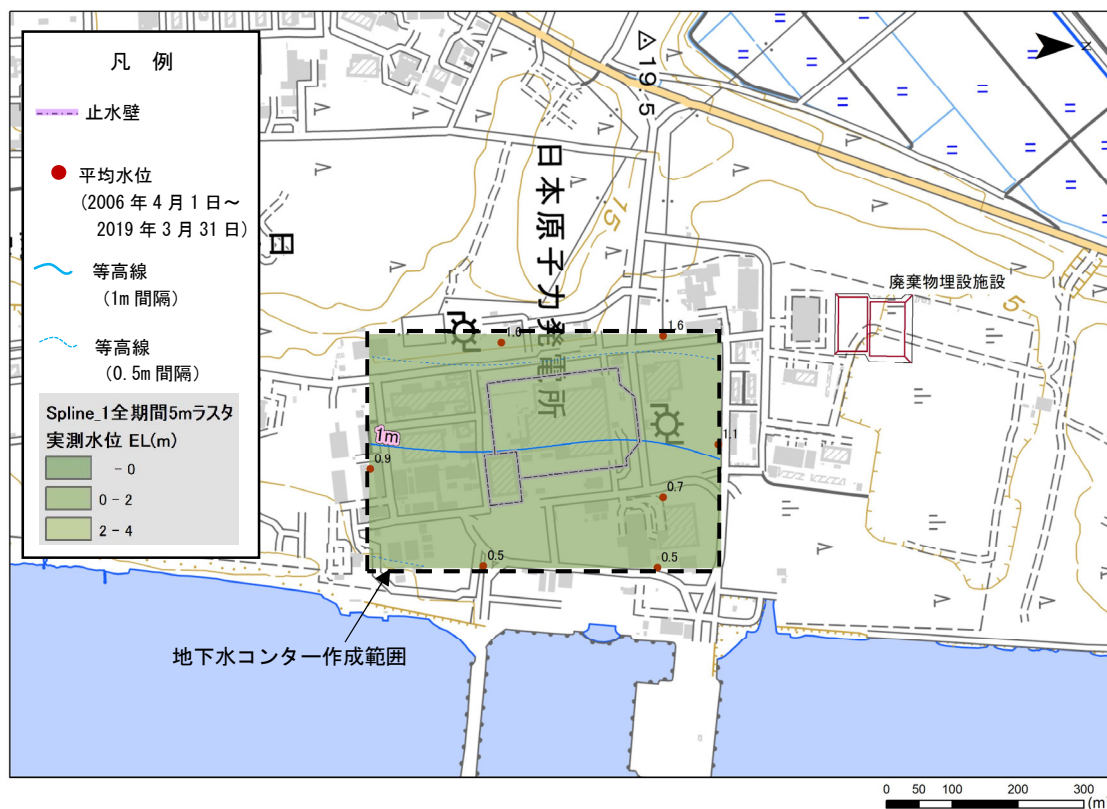 凡 例
止水壁
平均水位
(2006 年 4 月 1 日～
2019 年 3 月 31 日)
等高線
(1m 間隔)
等高線
(0.5m 間隔)
Spline_1全期間5mラスタ
実測水位 EL(m)
- 0
0 - 2
2 - 4
N
19.5
日本原子力発電所
15
日
廃棄物埋設施設
5
1.6
1m
1.1
0.9
0.7
0.5
0.5
地下水コンター作成範囲
0 50 100 200 300
(m)